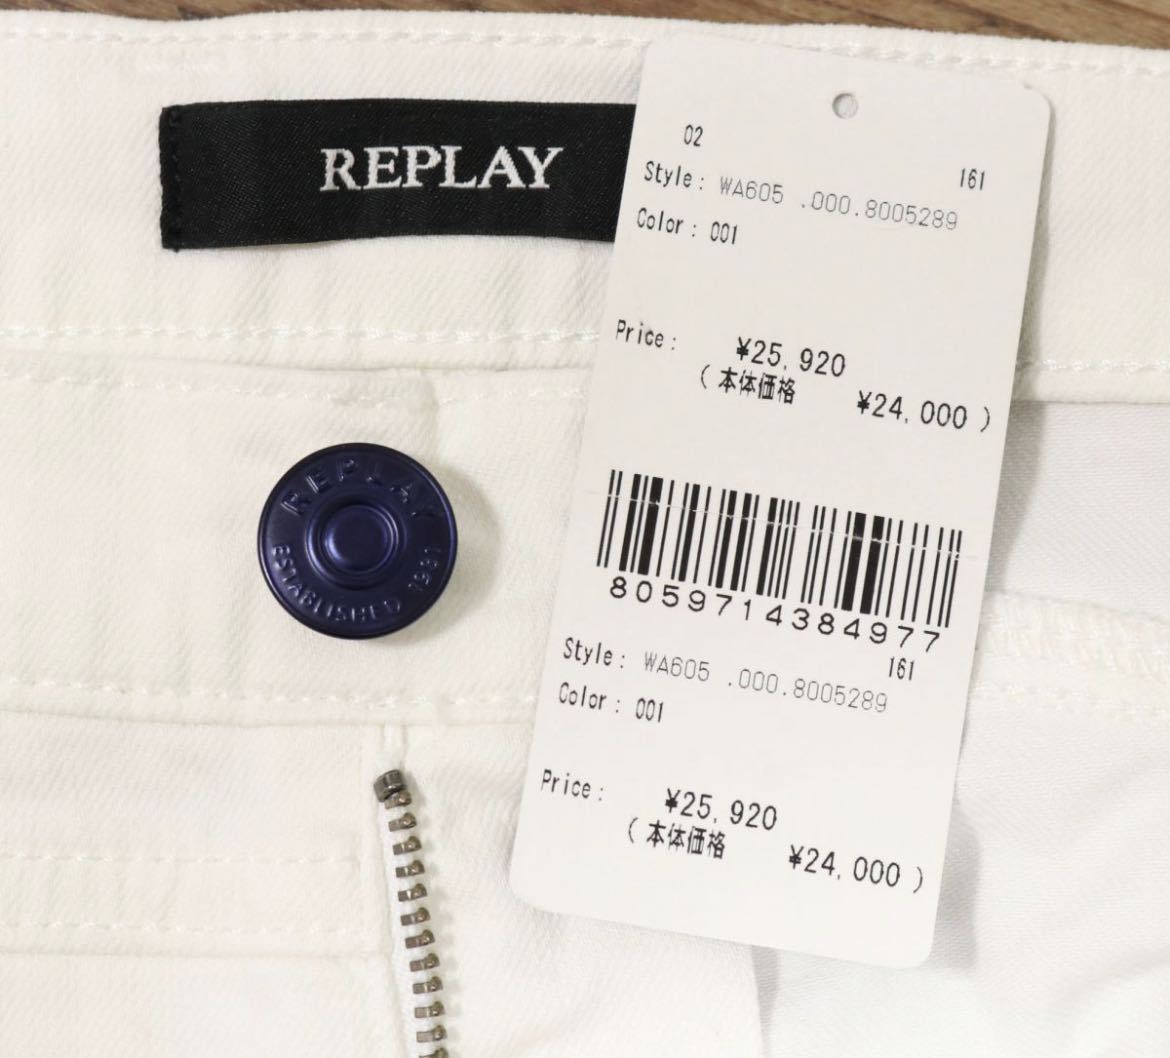 REPLAY
REPLAY
ESTABLISHED 1981
02
161
Style: WA605 .000.8005289
Color: 001
Price: ¥25,920
(本体価格 ¥24,000)
8059714384977
161
Style: WA605 .000.8005289
Color: 001
Price: ¥25,920
(本体価格 ¥24,000)